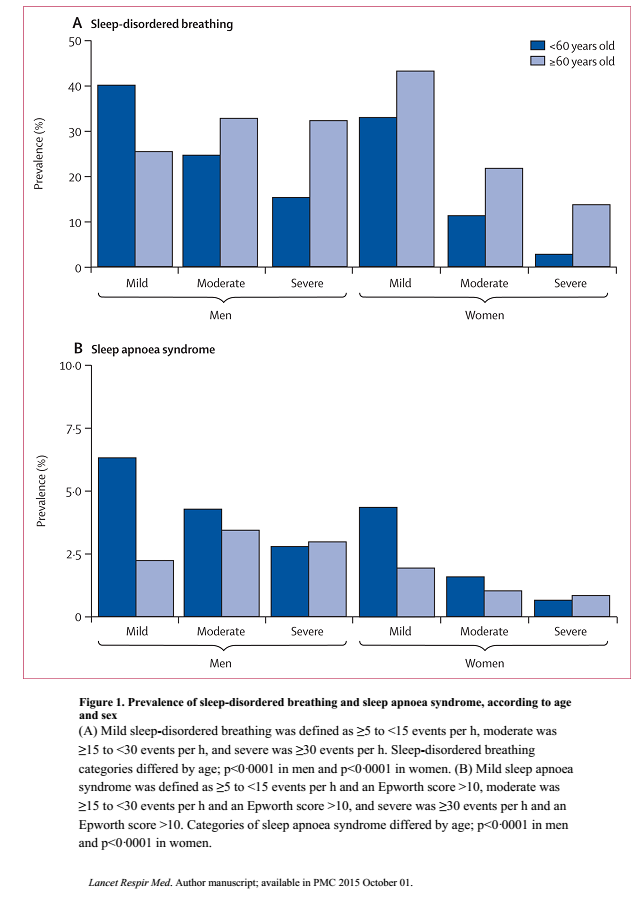 A Sleep-disordered breathing
50
40
30
20
10
0
Prevalence (%)
<60 years old
≥60 years old
Mild Moderate Severe Mild Moderate Severe
Men Women
B Sleep apnoea syndrome
10·0
7·5
5·0
2·5
0
Prevalence (%)
Mild Moderate Severe Mild Moderate Severe
Men Women
Figure 1. Prevalence of sleep-disordered breathing and sleep apnoea syndrome, according to age
and sex
(A) Mild sleep-disordered breathing was defined as ≥5 to <15 events per h, moderate was
≥15 to <30 events per h, and severe was ≥30 events per h. Sleep-disordered breathing
categories differed by age; p<0·0001 in men and p<0·0001 in women. (B) Mild sleep apnoea
syndrome was defined as ≥5 to <15 events per h and an Epworth score >10, moderate was
≥15 to <30 events per h and an Epworth score >10, and severe was ≥30 events per h and an
Epworth score >10. Categories of sleep apnoea syndrome differed by age; p<0·0001 in men
and p<0·0001 in women.
Lancet Respir Med. Author manuscript; available in PMC 2015 October 01.